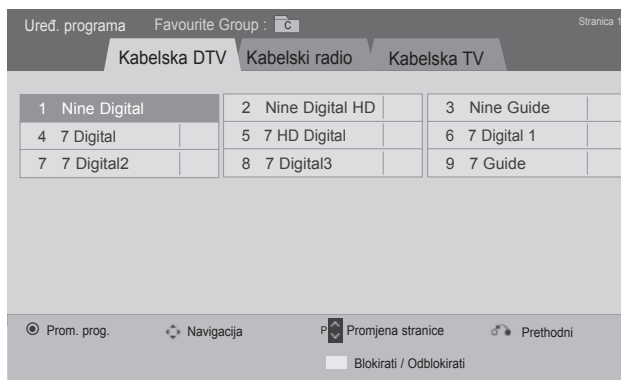 Uređ. programa Favourite Group : C Stranica 1
Kabelska DTV Kabelski radio Kabelska TV
1 Nine Digital 2 Nine Digital HD 3 Nine Guide
4 7 Digital 5 7 HD Digital 6 7 Digital 1
7 7 Digital2 8 7 Digital3 9 7 Guide
Prom. prog. Navigacija P Promjena stranice Prethodni
Blokirati / Odblokirati